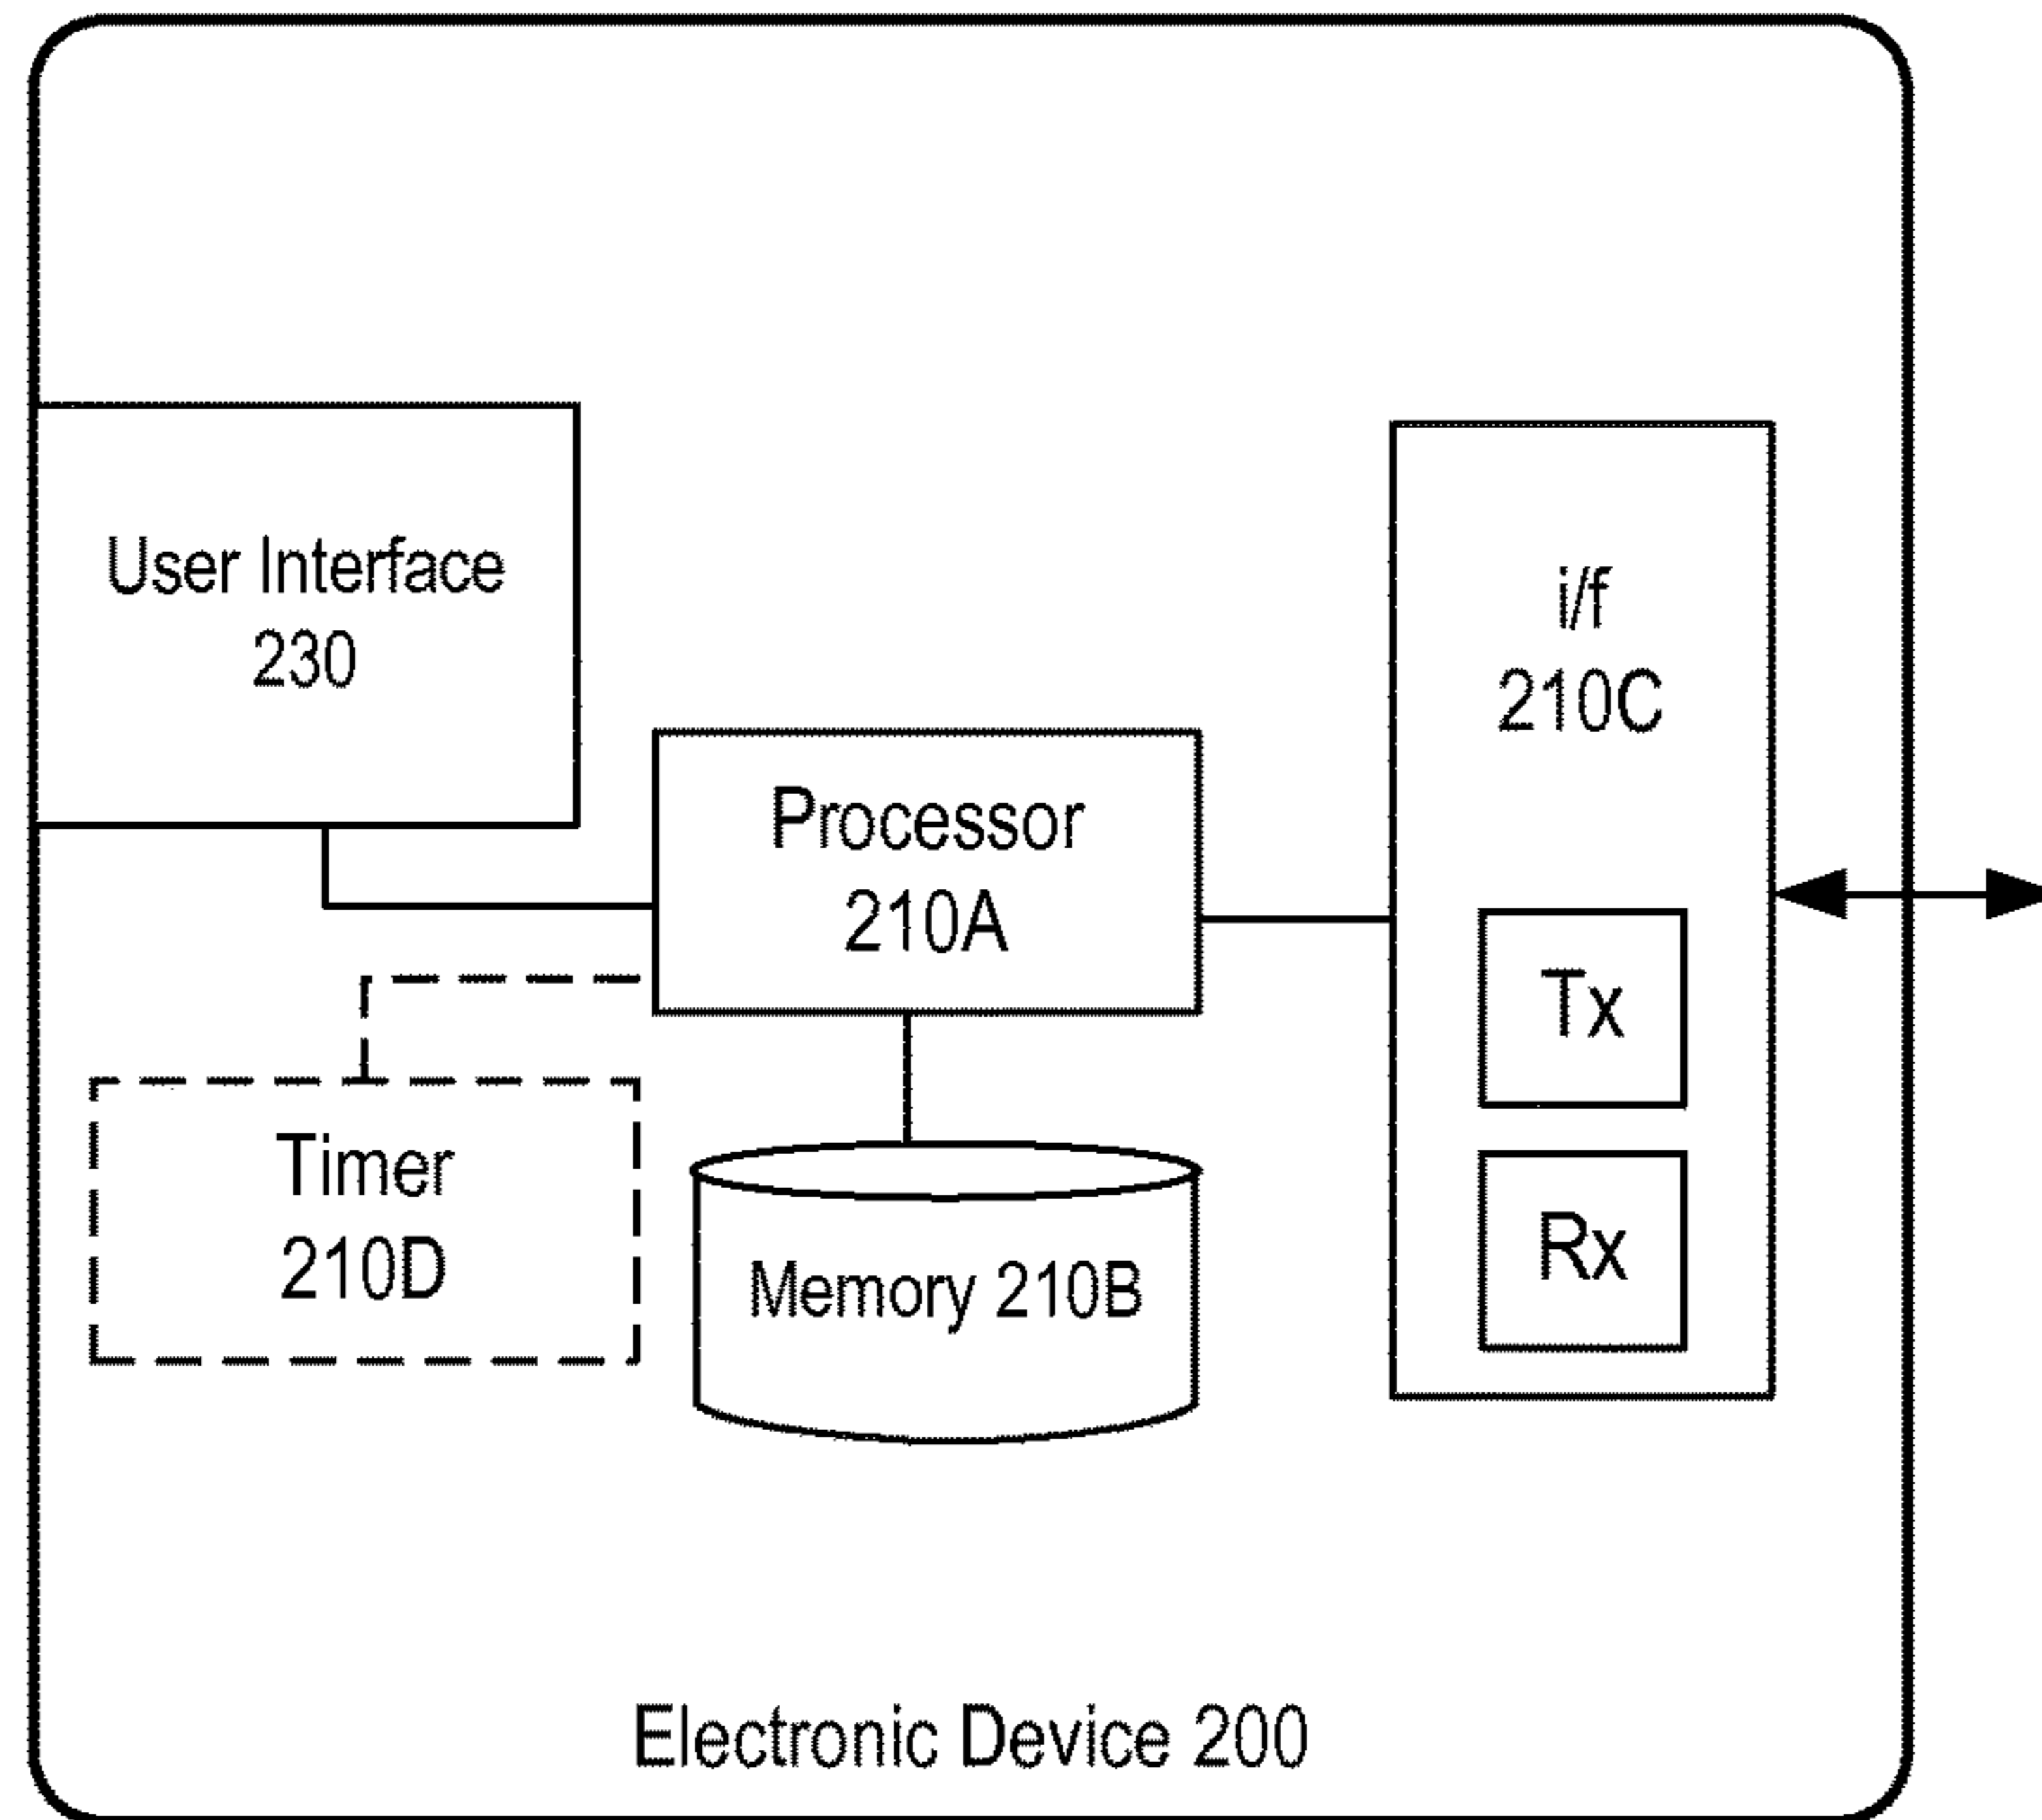 User Interface
230
Processor
210A
i/f
210C
Tx
Rx
Timer
210D
Memory 210B
Electronic Device 200